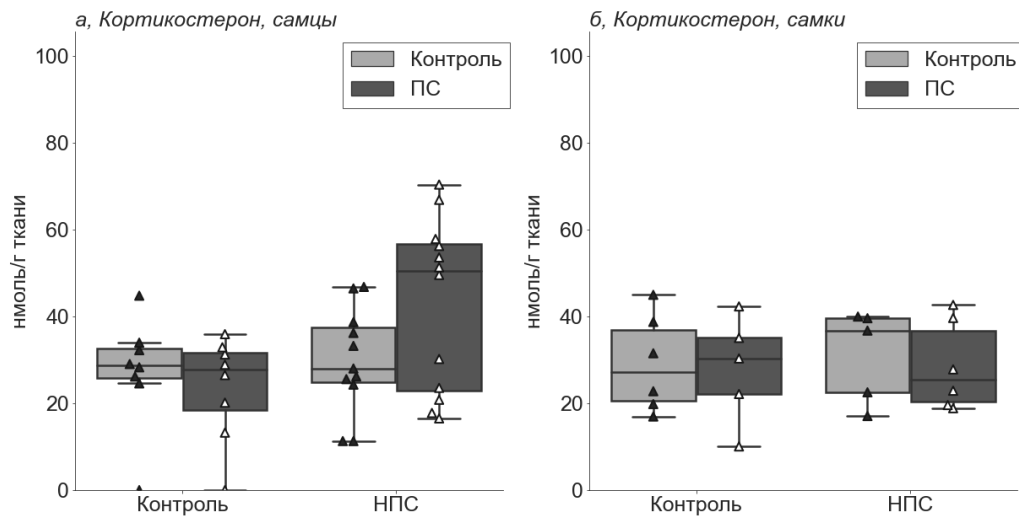 а, Кортикостерон, самцы
100
80
60
40
20
0
нмоль/г ткани
Контроль
ПС
Контроль
НПС
б, Кортикостерон, самки
100
80
60
40
20
0
нмоль/г ткани
Контроль
ПС
Контроль
НПС